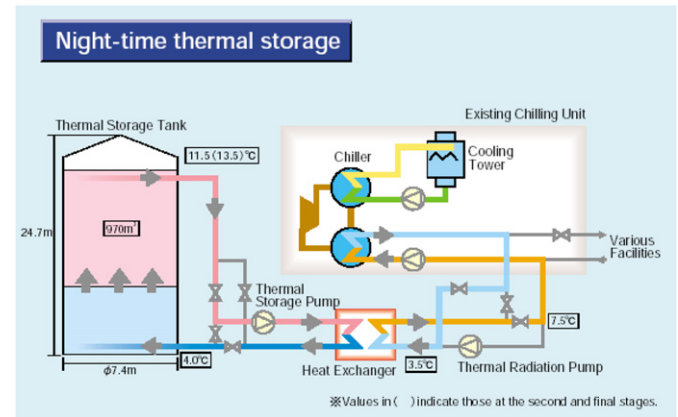 Night-time thermal storage
Existing Chilling Unit
Thermal Storage Tank
11.5(13.5)℃
Chiller
Cooling
Tower
24.7m
970m³
Various
Facilities
Thermal
Storage Pump
7.5℃
4.0℃
φ7.4m
Heat Exchanger
3.5℃
Thermal Radiation Pump
※Values in( )indicate those at the second and final stages.